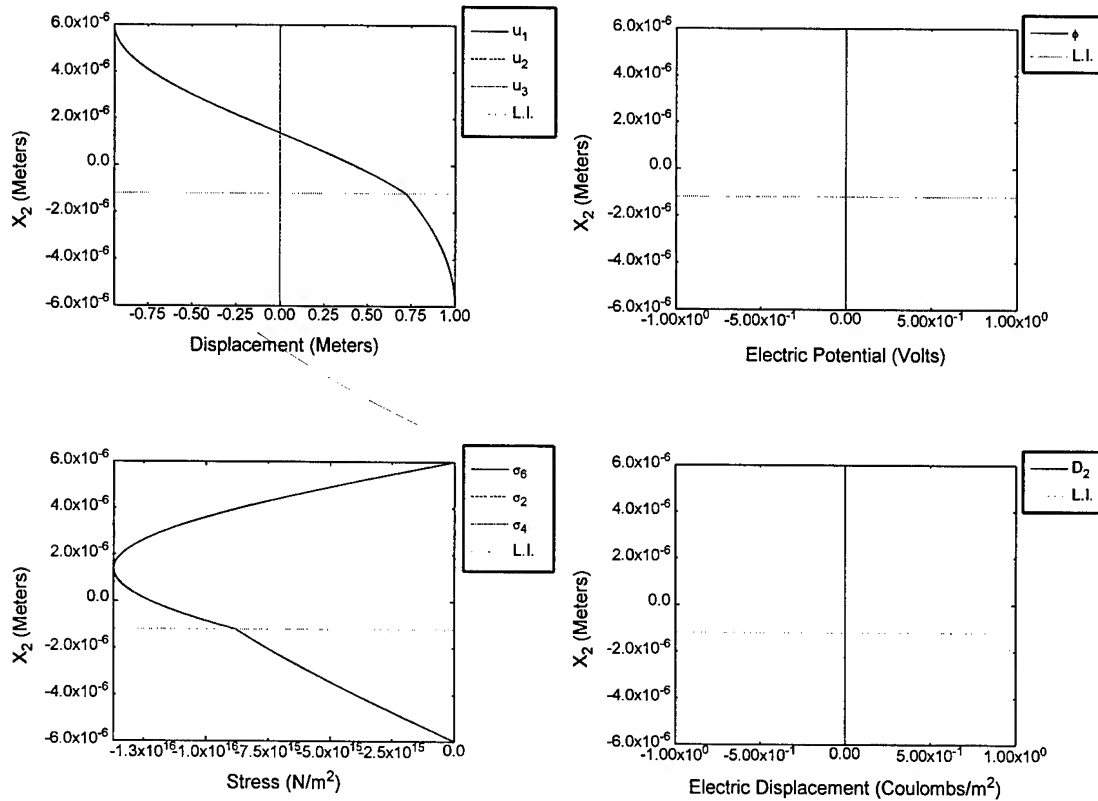 6.0x10⁻⁶
4.0x10⁻⁶
2.0x10⁻⁶
0.0
-2.0x10⁻⁶
-4.0x10⁻⁶
-6.0x10⁻⁶
X₂ (Meters)
-0.75 -0.50 -0.25 0.00 0.25 0.50 0.75 1.00
Displacement (Meters)
u₁
u₂
u₃
L.I.
6.0x10⁻⁶
4.0x10⁻⁶
2.0x10⁻⁶
0.0
-2.0x10⁻⁶
-4.0x10⁻⁶
-6.0x10⁻⁶
X₂ (Meters)
-1.00x10⁰ -5.00x10⁻¹ 0.00 5.00x10⁻¹ 1.00x10⁰
Electric Potential (Volts)
ϕ
L.I.
6.0x10⁻⁶
4.0x10⁻⁶
2.0x10⁻⁶
0.0
-2.0x10⁻⁶
-4.0x10⁻⁶
-6.0x10⁻⁶
X₂ (Meters)
-1.3x10¹⁶ -1.0x10¹⁶ -7.5x10¹⁵ -5.0x10¹⁵ -2.5x10¹⁵ 0.0
Stress (N/m²)
σ₆
σ₂
σ₄
L.I.
6.0x10⁻⁶
4.0x10⁻⁶
2.0x10⁻⁶
0.0
-2.0x10⁻⁶
-4.0x10⁻⁶
-6.0x10⁻⁶
X₂ (Meters)
-1.00x10⁰ -5.00x10⁻¹ 0.00 5.00x10⁻¹ 1.00x10⁰
Electric Displacement (Coulombs/m²)
D₂
L.I.